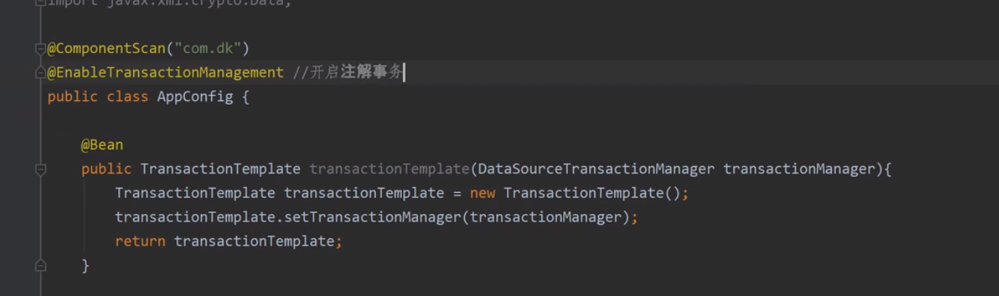 import javax.xml.crypto.Data;
@ComponentScan("com.dk")
@EnableTransactionManagement //开启注解事务
public class AppConfig {
@Bean
public TransactionTemplate transactionTemplate(DataSourceTransactionManager transactionManager){
TransactionTemplate transactionTemplate = new TransactionTemplate();
transactionTemplate.setTransactionManager(transactionManager);
return transactionTemplate;
}